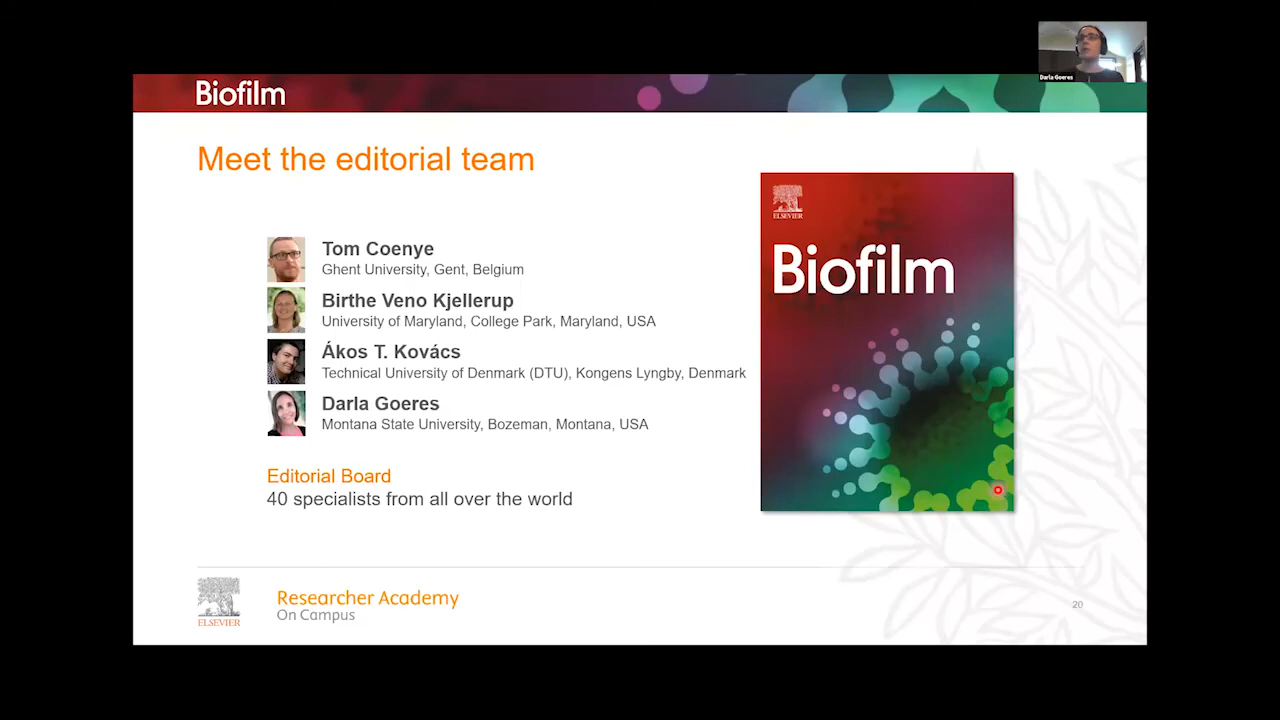 Darla Goeres
Biofilm
Meet the editorial team
Tom Coenye
Ghent University, Gent, Belgium
Birthe Veno Kjellerup
University of Maryland, College Park, Maryland, USA
Ákos T. Kovács
Technical University of Denmark (DTU), Kongens Lyngby, Denmark
Darla Goeres
Montana State University, Bozeman, Montana, USA
Editorial Board
40 specialists from all over the world
ELSEVIER
Biofilm
ELSEVIER
Researcher Academy
On Campus
20